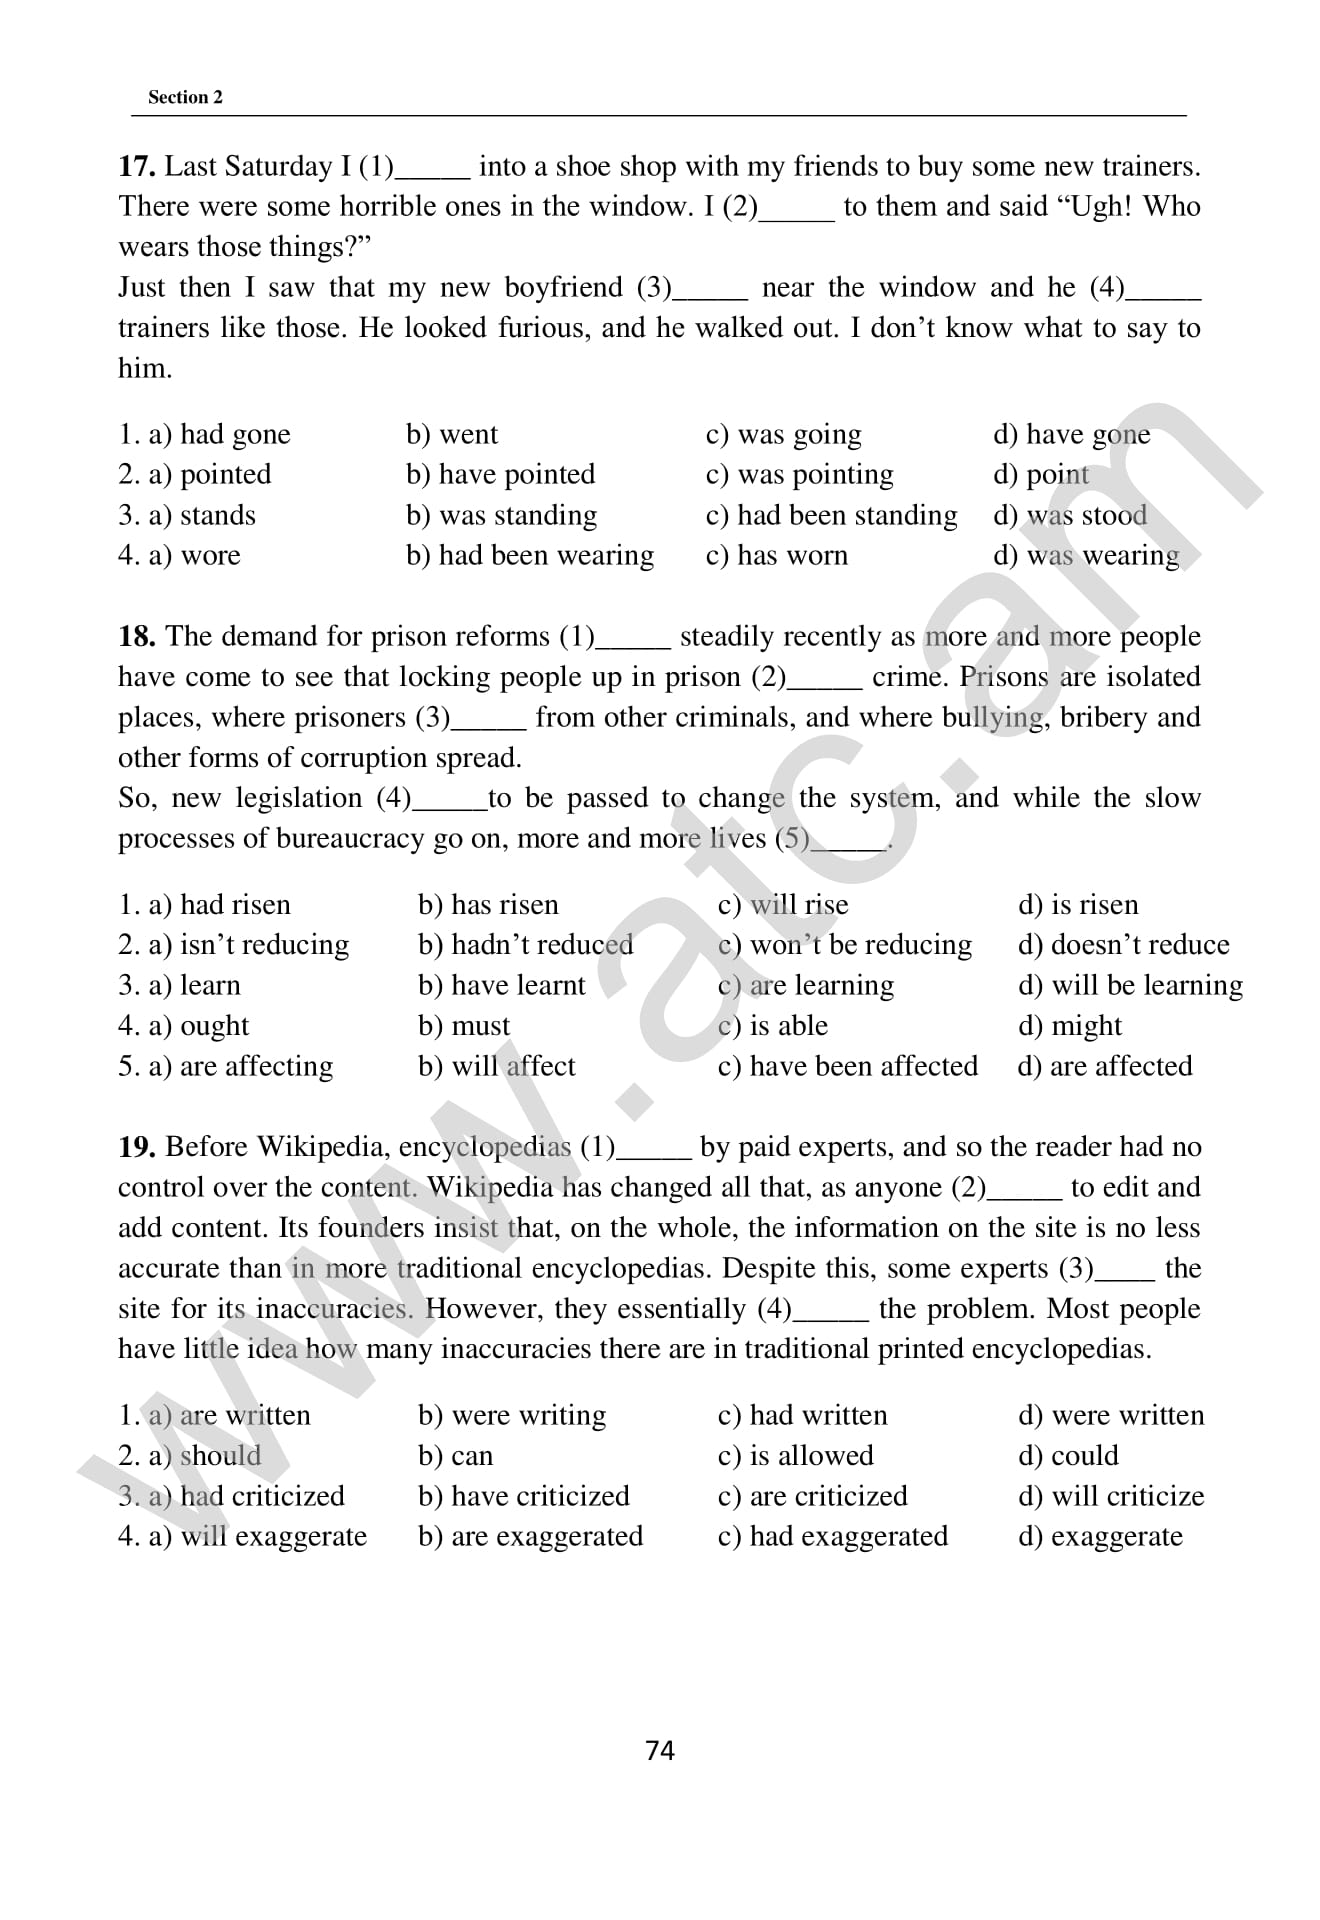 Section 2
17. Last Saturday I (1)_____ into a shoe shop with my friends to buy some new trainers.
There were some horrible ones in the window. I (2)_____ to them and said “Ugh! Who
wears those things?”
Just then I saw that my new boyfriend (3)_____ near the window and he (4)_____
trainers like those. He looked furious, and he walked out. I don’t know what to say to
him.
1. a) had gone b) went c) was going d) have gone
2. a) pointed b) have pointed c) was pointing d) point
3. a) stands b) was standing c) had been standing d) was stood
4. a) wore b) had been wearing c) has worn d) was wearing
18. The demand for prison reforms (1)_____ steadily recently as more and more people
have come to see that locking people up in prison (2)_____ crime. Prisons are isolated
places, where prisoners (3)_____ from other criminals, and where bullying, bribery and
other forms of corruption spread.
So, new legislation (4)_____to be passed to change the system, and while the slow
processes of bureaucracy go on, more and more lives (5)_____.
1. a) had risen b) has risen c) will rise d) is risen
2. a) isn’t reducing b) hadn’t reduced c) won’t be reducing d) doesn’t reduce
3. a) learn b) have learnt c) are learning d) will be learning
4. a) ought b) must c) is able d) might
5. a) are affecting b) will affect c) have been affected d) are affected
19. Before Wikipedia, encyclopedias (1)_____ by paid experts, and so the reader had no
control over the content. Wikipedia has changed all that, as anyone (2)_____ to edit and
add content. Its founders insist that, on the whole, the information on the site is no less
accurate than in more traditional encyclopedias. Despite this, some experts (3)____ the
site for its inaccuracies. However, they essentially (4)_____ the problem. Most people
have little idea how many inaccuracies there are in traditional printed encyclopedias.
1. a) are written b) were writing c) had written d) were written
2. a) should b) can c) is allowed d) could
3. a) had criticized b) have criticized c) are criticized d) will criticize
4. a) will exaggerate b) are exaggerated c) had exaggerated d) exaggerate
74
www.atc.am